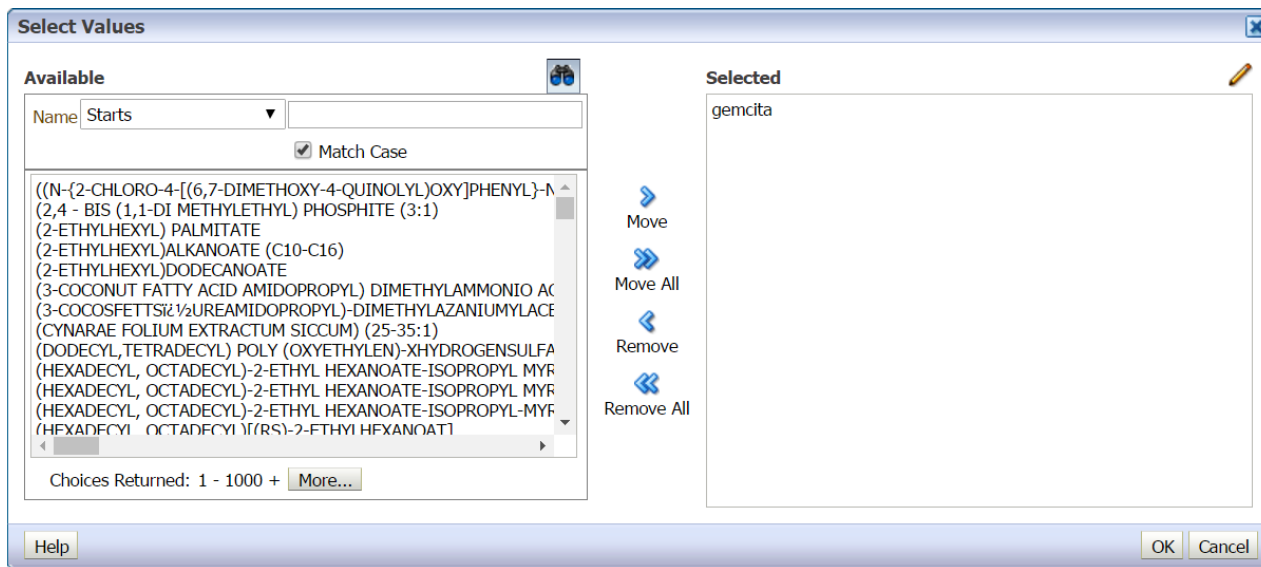 Select Values
Available
Selected
Name Starts
gemcita
Match Case
((N-{2-CHLORO-4-[(6,7-DIMETHOXY-4-QUINOLYL)OXY]PHENYL}-N
(2,4 - BIS (1,1-DI METHYLETHYL) PHOSPHITE (3:1)
(2-ETHYLHEXYL) PALMITATE
(2-ETHYLHEXYL)ALKANOATE (C10-C16)
(2-ETHYLHEXYL)DODECANOATE
(3-COCONUT FATTY ACID AMIDOPROPYL) DIMETHYLAMMONIO AC
(3-COCOSFETTSï¿½UREAMIDOPROPYL)-DIMETHYLAZANIUMYLACE
(CYNARAE FOLIUM EXTRACTUM SICCUM) (25-35:1)
(DODECYL,TETRADECYL) POLY (OXYETHYLEN)-XHYDROGENSULFA
(HEXADECYL, OCTADECYL)-2-ETHYL HEXANOATE-ISOPROPYL MYR
(HEXADECYL, OCTADECYL)-2-ETHYL HEXANOATE-ISOPROPYL MYR
(HEXADECYL, OCTADECYL)-2-ETHYL HEXANOATE-ISOPROPYL-MYR
(HEXADECYL, OCTADECYL)[(RS)-2-ETHYLHEXANOAT]
Move
Move All
Remove
Remove All
Choices Returned: 1 - 1000 + More...
Help
OK Cancel